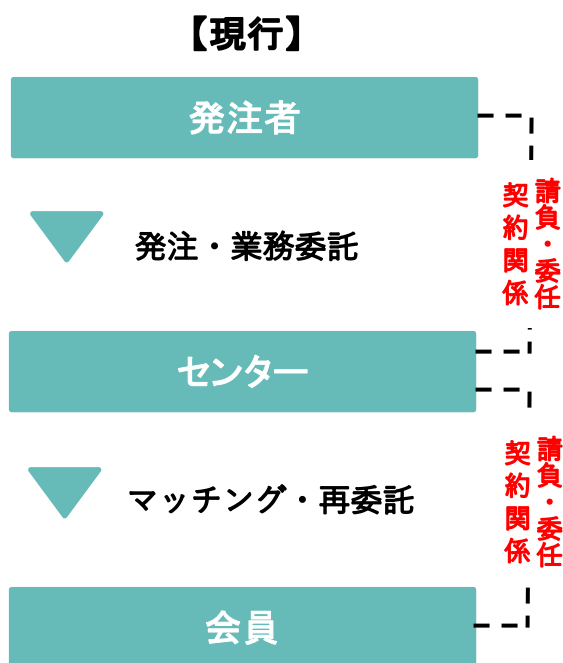 【現行】
発注者
請負・委任
契約関係
発注・業務委託
センター
請負・委任
契約関係
マッチング・再委託
会員